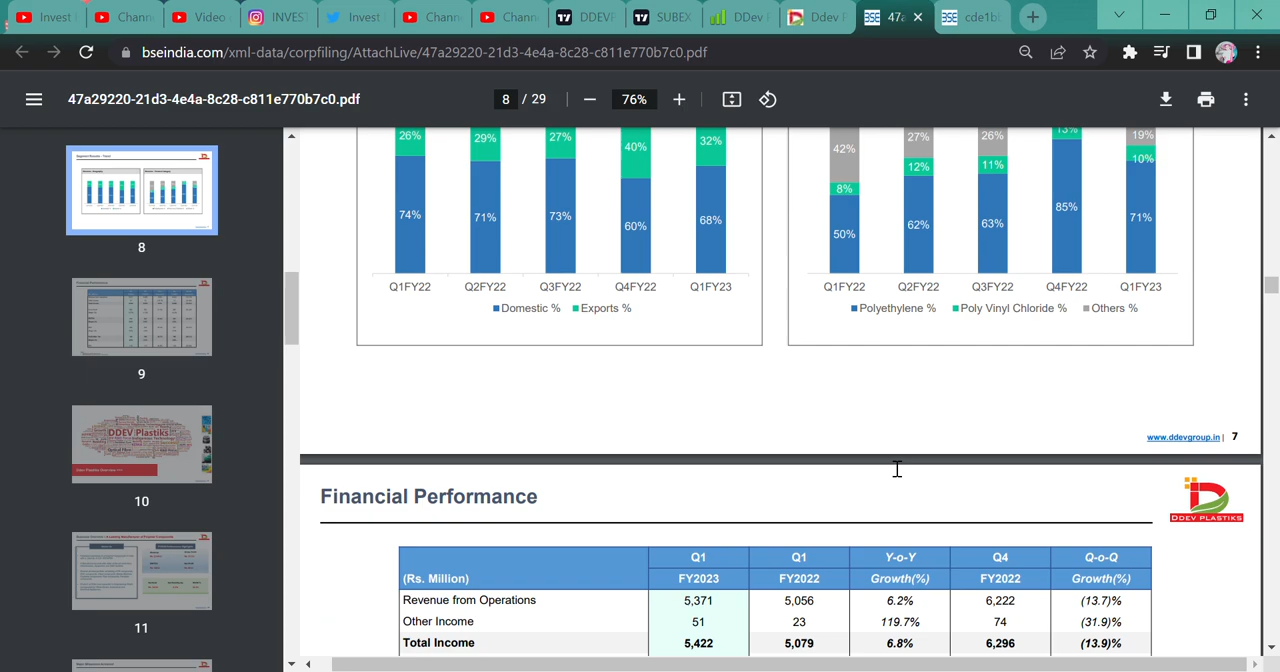 Invest
Chann
Video
INVEST
Invest
Chann
Chann
DDEVP
SUBEX
DDev
Ddev
BSE 47a
BSE cde1bb
bseindia.com/xml-data/corpfiling/AttachLive/47a29220-21d3-4e4a-8c28-c811e770b7c0.pdf
47a29220-21d3-4e4a-8c28-c811e770b7c0.pdf
8 / 29
76%
8
9
DDEV Plastiks
10
11
26% 29% 27% 40% 32%
74% 71% 73% 60% 68%
Q1FY22 Q2FY22 Q3FY22 Q4FY22 Q1FY23
Domestic % Exports %
42% 27% 26% 13% 19%
8% 12% 11% 10%
50% 62% 63% 85% 71%
Q1FY22 Q2FY22 Q3FY22 Q4FY22 Q1FY23
Polyethylene % Poly Vinyl Chloride % Others %
www.ddevgroup.in | 7
Financial Performance
DDEV PLASTIKS
Q1 Q1 Y-o-Y Q4 Q-o-Q
(Rs. Million) FY2023 FY2022 Growth(%) FY2022 Growth(%)
Revenue from Operations 5,371 5,056 6.2% 6,222 (13.7)%
Other Income 51 23 119.7% 74 (31.9)%
Total Income 5,422 5,079 6.8% 6,296 (13.9)%